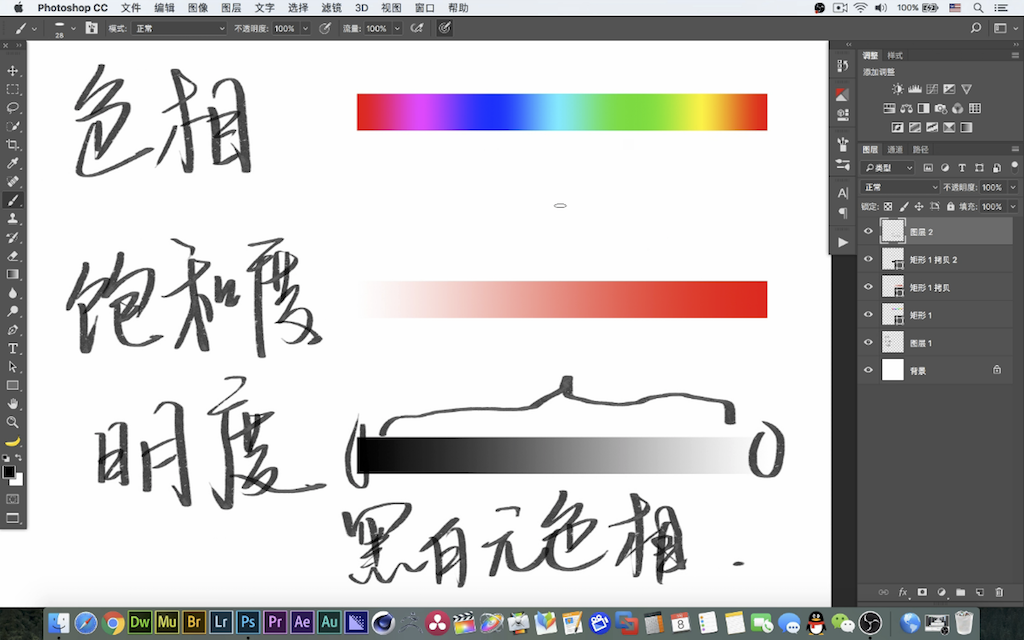 Photoshop CC 文件 编辑 图像 图层 文字 选择 滤镜 3D 视图 窗口 帮助 100%
28 模式: 正常 不透明度: 100% 流量: 100%
色相
饱和度
明度
黑白无色相.
调整 样式
添加调整
图层 通道 路径
类型
正常 不透明度: 100%
锁定: 填充: 100%
图层 2
矩形 1 拷贝 2
矩形 1 拷贝
矩形 1
图层 1
背景
fx
Dw Mu Br Lr Ps Pr Ae Au 8